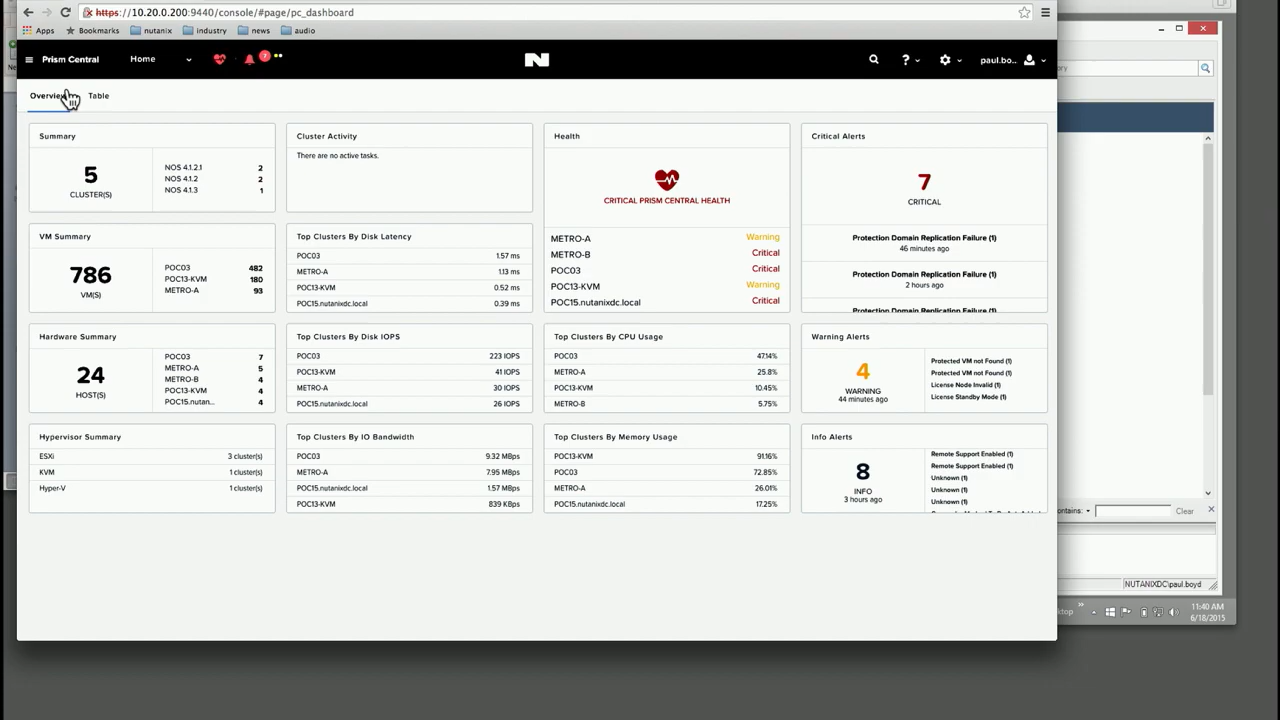 https://10.20.0.200:9440/console/#page/pc_dashboard
Apps Bookmarks nutanix industry news audio
Prism Central Home 7 ? paul.bo..
Overview Table
Summary
5
CLUSTER(S)
NOS 4.1.2.1 2
NOS 4.1.2 2
NOS 4.1.3 1
Cluster Activity
There are no active tasks.
Health
CRITICAL PRISM CENTRAL HEALTH
METRO-A Warning
METRO-B Critical
POC03 Critical
POC13-KVM Warning
POC15.nutanixdc.local Critical
Critical Alerts
7
CRITICAL
Protection Domain Replication Failure (1)
46 minutes ago
Protection Domain Replication Failure (1)
2 hours ago
Protection Domain Replication Failure (1)
VM Summary
786
VM(S)
POC03 482
POC13-KVM 180
METRO-A 93
Top Clusters By Disk Latency
POC03 1.57 ms
METRO-A 1.13 ms
POC13-KVM 0.52 ms
POC15.nutanixdc.local 0.39 ms
Hardware Summary
24
HOST(S)
POC03 7
METRO-A 5
METRO-B 4
POC13-KVM 4
POC15.nutan... 4
Top Clusters By Disk IOPS
POC03 223 IOPS
POC13-KVM 41 IOPS
METRO-A 30 IOPS
POC15.nutanixdc.local 26 IOPS
Top Clusters By CPU Usage
POC03 47.14%
METRO-A 25.8%
POC13-KVM 10.45%
METRO-B 5.75%
Warning Alerts
4
WARNING
44 minutes ago
Protected VM not Found (1)
Protected VM not Found (1)
License Node Invalid (1)
License Standby Mode (1)
Hypervisor Summary
ESXi 3 cluster(s)
KVM 1 cluster(s)
Hyper-V 1 cluster(s)
Top Clusters By IO Bandwidth
POC03 9.32 MBps
METRO-A 7.95 MBps
POC15.nutanixdc.local 1.57 MBps
POC13-KVM 839 KBps
Top Clusters By Memory Usage
POC13-KVM 91.16%
POC03 72.85%
METRO-A 26.01%
POC15.nutanixdc.local 17.25%
Info Alerts
8
INFO
3 hours ago
Remote Support Enabled (1)
Remote Support Enabled (1)
Unknown (1)
Unknown (1)
Unknown (1)
ontains: Clear
NUTANIXDC\paul.boyd
ktop
11:40 AM
6/18/2015